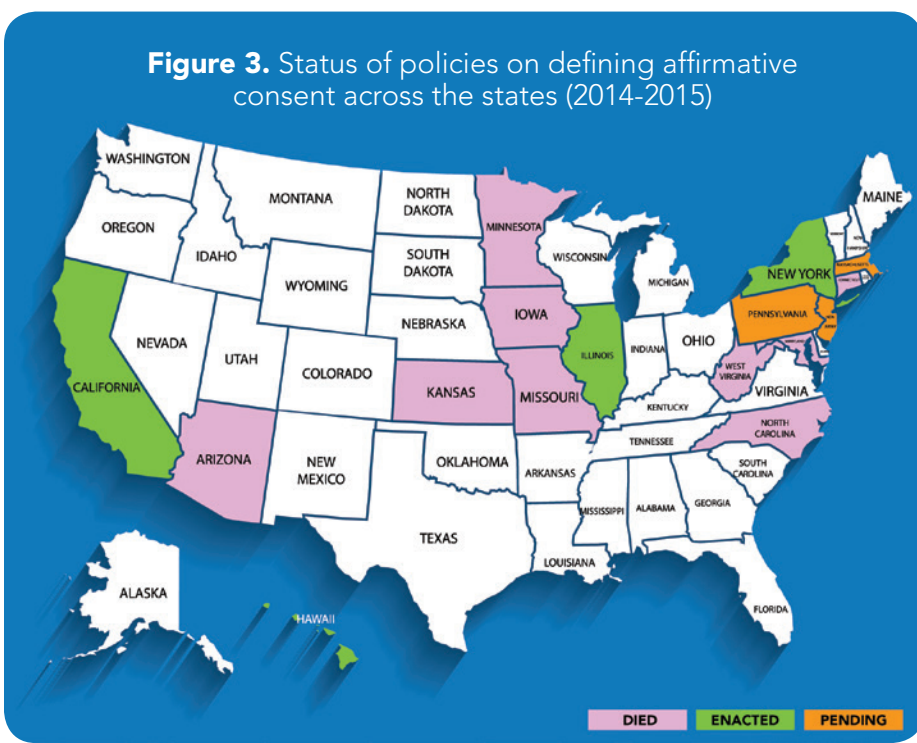 Figure 3. Status of policies on defining affirmative
consent across the states (2014-2015)
WASHINGTON
MAINE
MONTANA
NORTH
DAKOTA
MINNESOTA
OREGON
IDAHO
WISCONSIN
SOUTH
DAKOTA
MICHIGAN
NEW YORK
WYOMING
IOWA
PENNSYLVANIA
NEBRASKA
NEVADA
OHIO
INDIANA
ILLINOIS
UTAH
COLORADO
WEST
VIRGINIA
CALIFORNIA
KANSAS
MISSOURI
VIRGINIA
KENTUCKY
NORTH
CAROLINA
TENNESSEE
ARIZONA
NEW
MEXICO
OKLAHOMA
ARKANSAS
SOUTH
CAROLINA
MISSISSIPPI
ALABAMA
GEORGIA
TEXAS
LOUISIANA
ALASKA
FLORIDA
HAWAII
DIED
ENACTED
PENDING